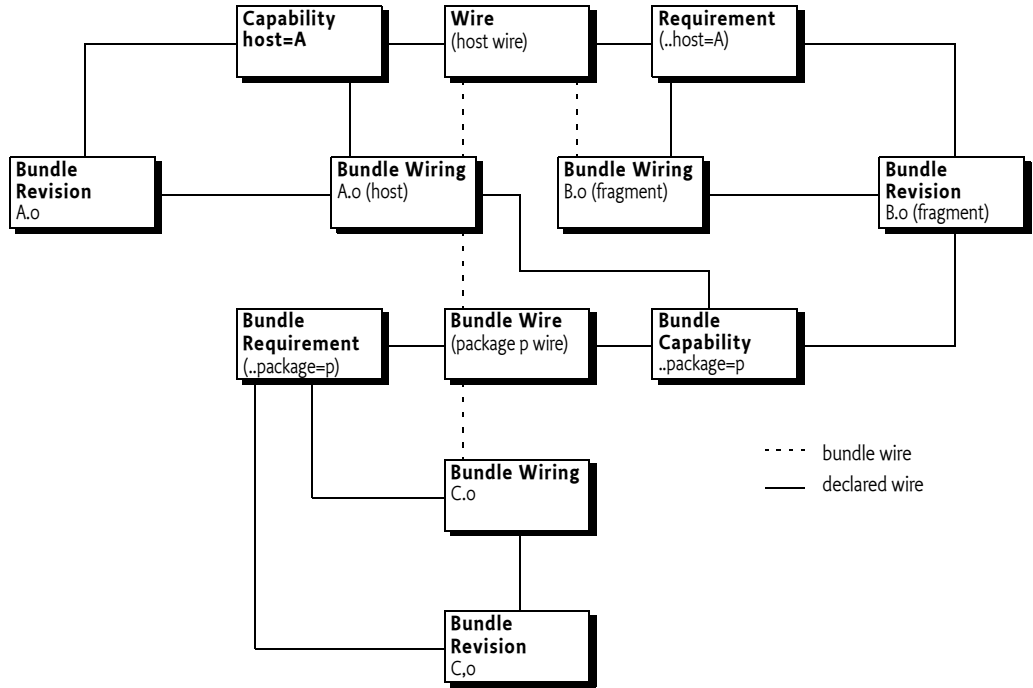 Capability
host=A
Wire
(host wire)
Requirement
(..host=A)
Bundle
Revision
A.o
Bundle Wiring
A.o (host)
Bundle Wiring
B.o (fragment)
Bundle
Revision
B.o (fragment)
Bundle
Requirement
(..package=p)
Bundle Wire
(package p wire)
Bundle
Capability
..package=p
bundle wire
declared wire
Bundle Wiring
C.o
Bundle
Revision
C,o